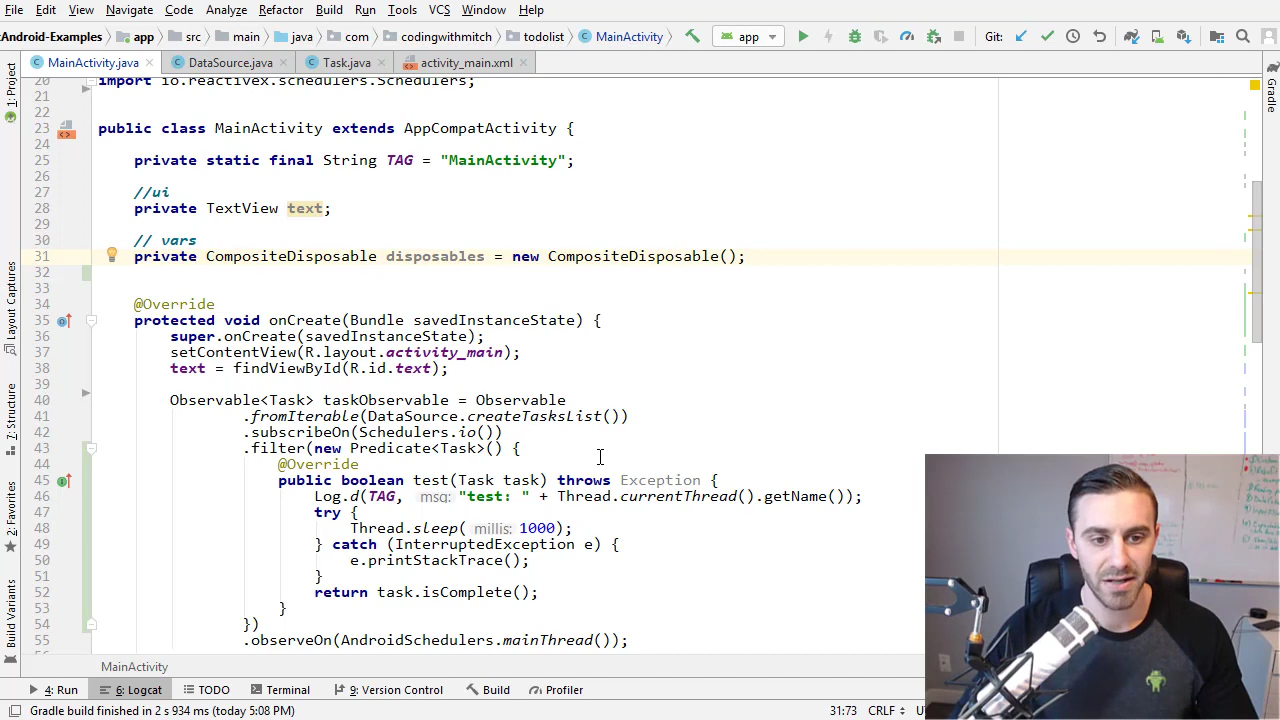 File Edit View Navigate Code Analyze Refactor Build Run Tools VCS Window Help
Android-Examples app src main java com codingwithmitch todolist MainActivity app Git:
MainActivity.java DataSource.java Task.java activity_main.xml
20 import io.reactivex.schedulers.Schedulers;
21
22
23 public class MainActivity extends AppCompatActivity {
24
25 private static final String TAG = "MainActivity";
26
27 //ui
28 private TextView text;
29
30 // vars
31 private CompositeDisposable disposables = new CompositeDisposable();
32
33
34 @Override
35 protected void onCreate(Bundle savedInstanceState) {
36 super.onCreate(savedInstanceState);
37 setContentView(R.layout.activity_main);
38 text = findViewById(R.id.text);
39
40 Observable<Task> taskObservable = Observable
41 .fromIterable(DataSource.createTasksList())
42 .subscribeOn(Schedulers.io())
43 .filter(new Predicate<Task>() {
44 @Override
45 public boolean test(Task task) throws Exception {
46 Log.d(TAG, msg: "test: " + Thread.currentThread().getName());
47 try {
48 Thread.sleep( millis: 1000);
49 } catch (InterruptedException e) {
50 e.printStackTrace();
51 }
52 return task.isComplete();
53 }
54 })
55 .observeOn(AndroidSchedulers.mainThread());
1: Project
Layout Captures
7: Structure
2: Favorites
Build Variants
Gradle
MainActivity
4: Run 6: Logcat TODO Terminal 9: Version Control Build Profiler
Gradle build finished in 2 s 934 ms (today 5:08 PM) 31:73 CRLF